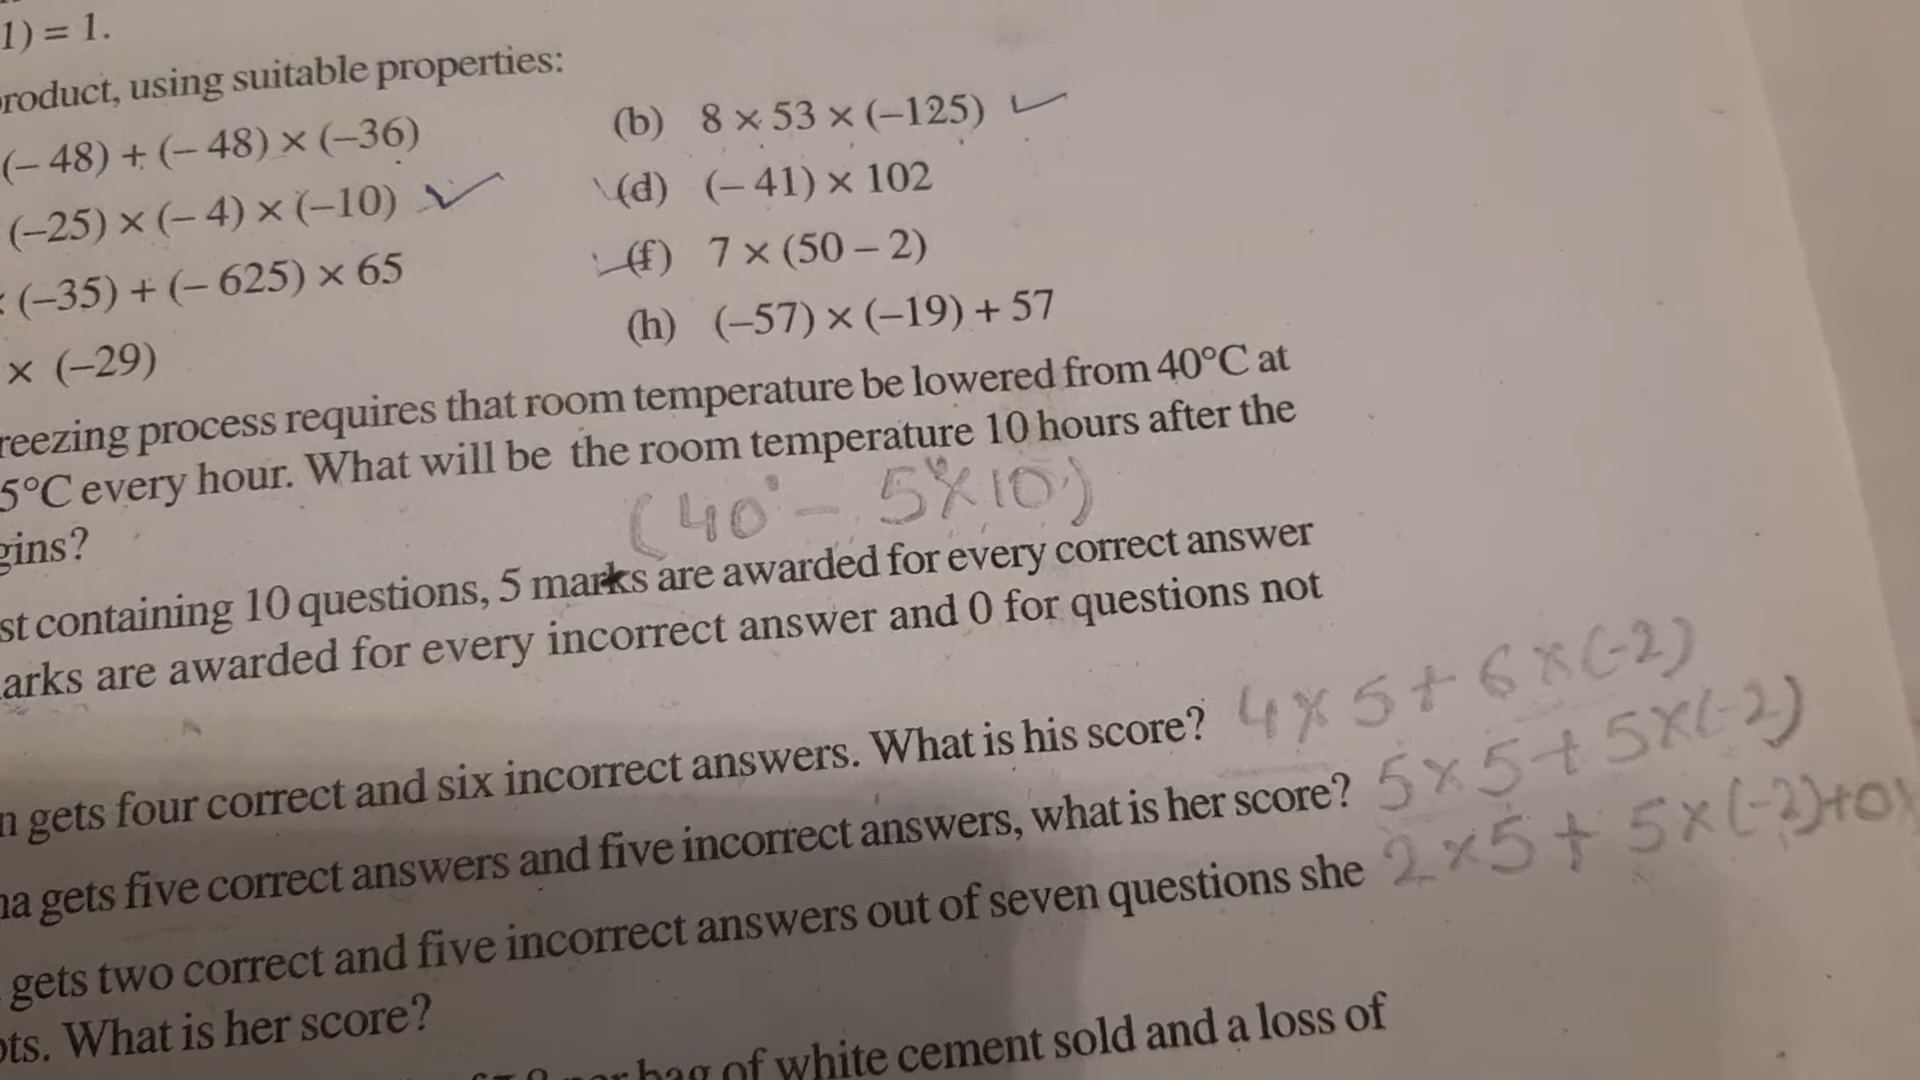 1) = 1.
roduct, using suitable properties:
(– 48) + (– 48) × (–36)
(b) 8 × 53 × (–125)
(–25) × (– 4) × (–10)
(d) (– 41) × 102
(–35) + (– 625) × 65
(f) 7 × (50 – 2)
× (–29)
(h) (–57) × (–19) + 57
reezing process requires that room temperature be lowered from 40°C at
5°C every hour. What will be the room temperature 10 hours after the
gins?
(40° – 5 × 10)
st containing 10 questions, 5 marks are awarded for every correct answer
arks are awarded for every incorrect answer and 0 for questions not
n gets four correct and six incorrect answers. What is his score? 4 × 5 + 6 × (-2)
na gets five correct answers and five incorrect answers, what is her score? 5 × 5 + 5 × (-2)
gets two correct and five incorrect answers out of seven questions she 2 × 5 + 5 × (-2) + 0 ×
ots. What is her score?
bag of white cement sold and a loss of